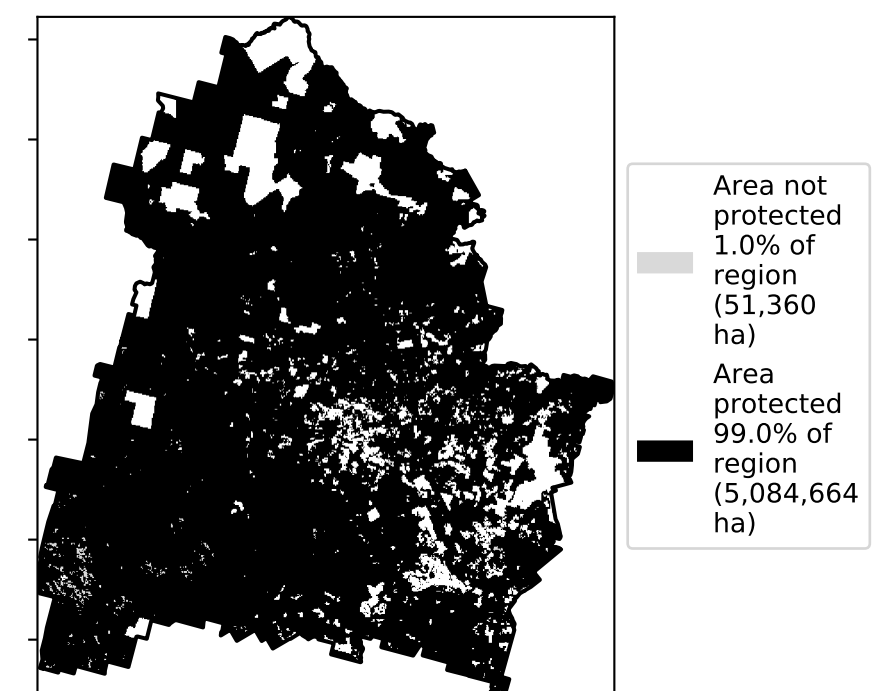 Area not
protected
1.0% of
region
(51,360
ha)
Area
protected
99.0% of
region
(5,084,664
ha)